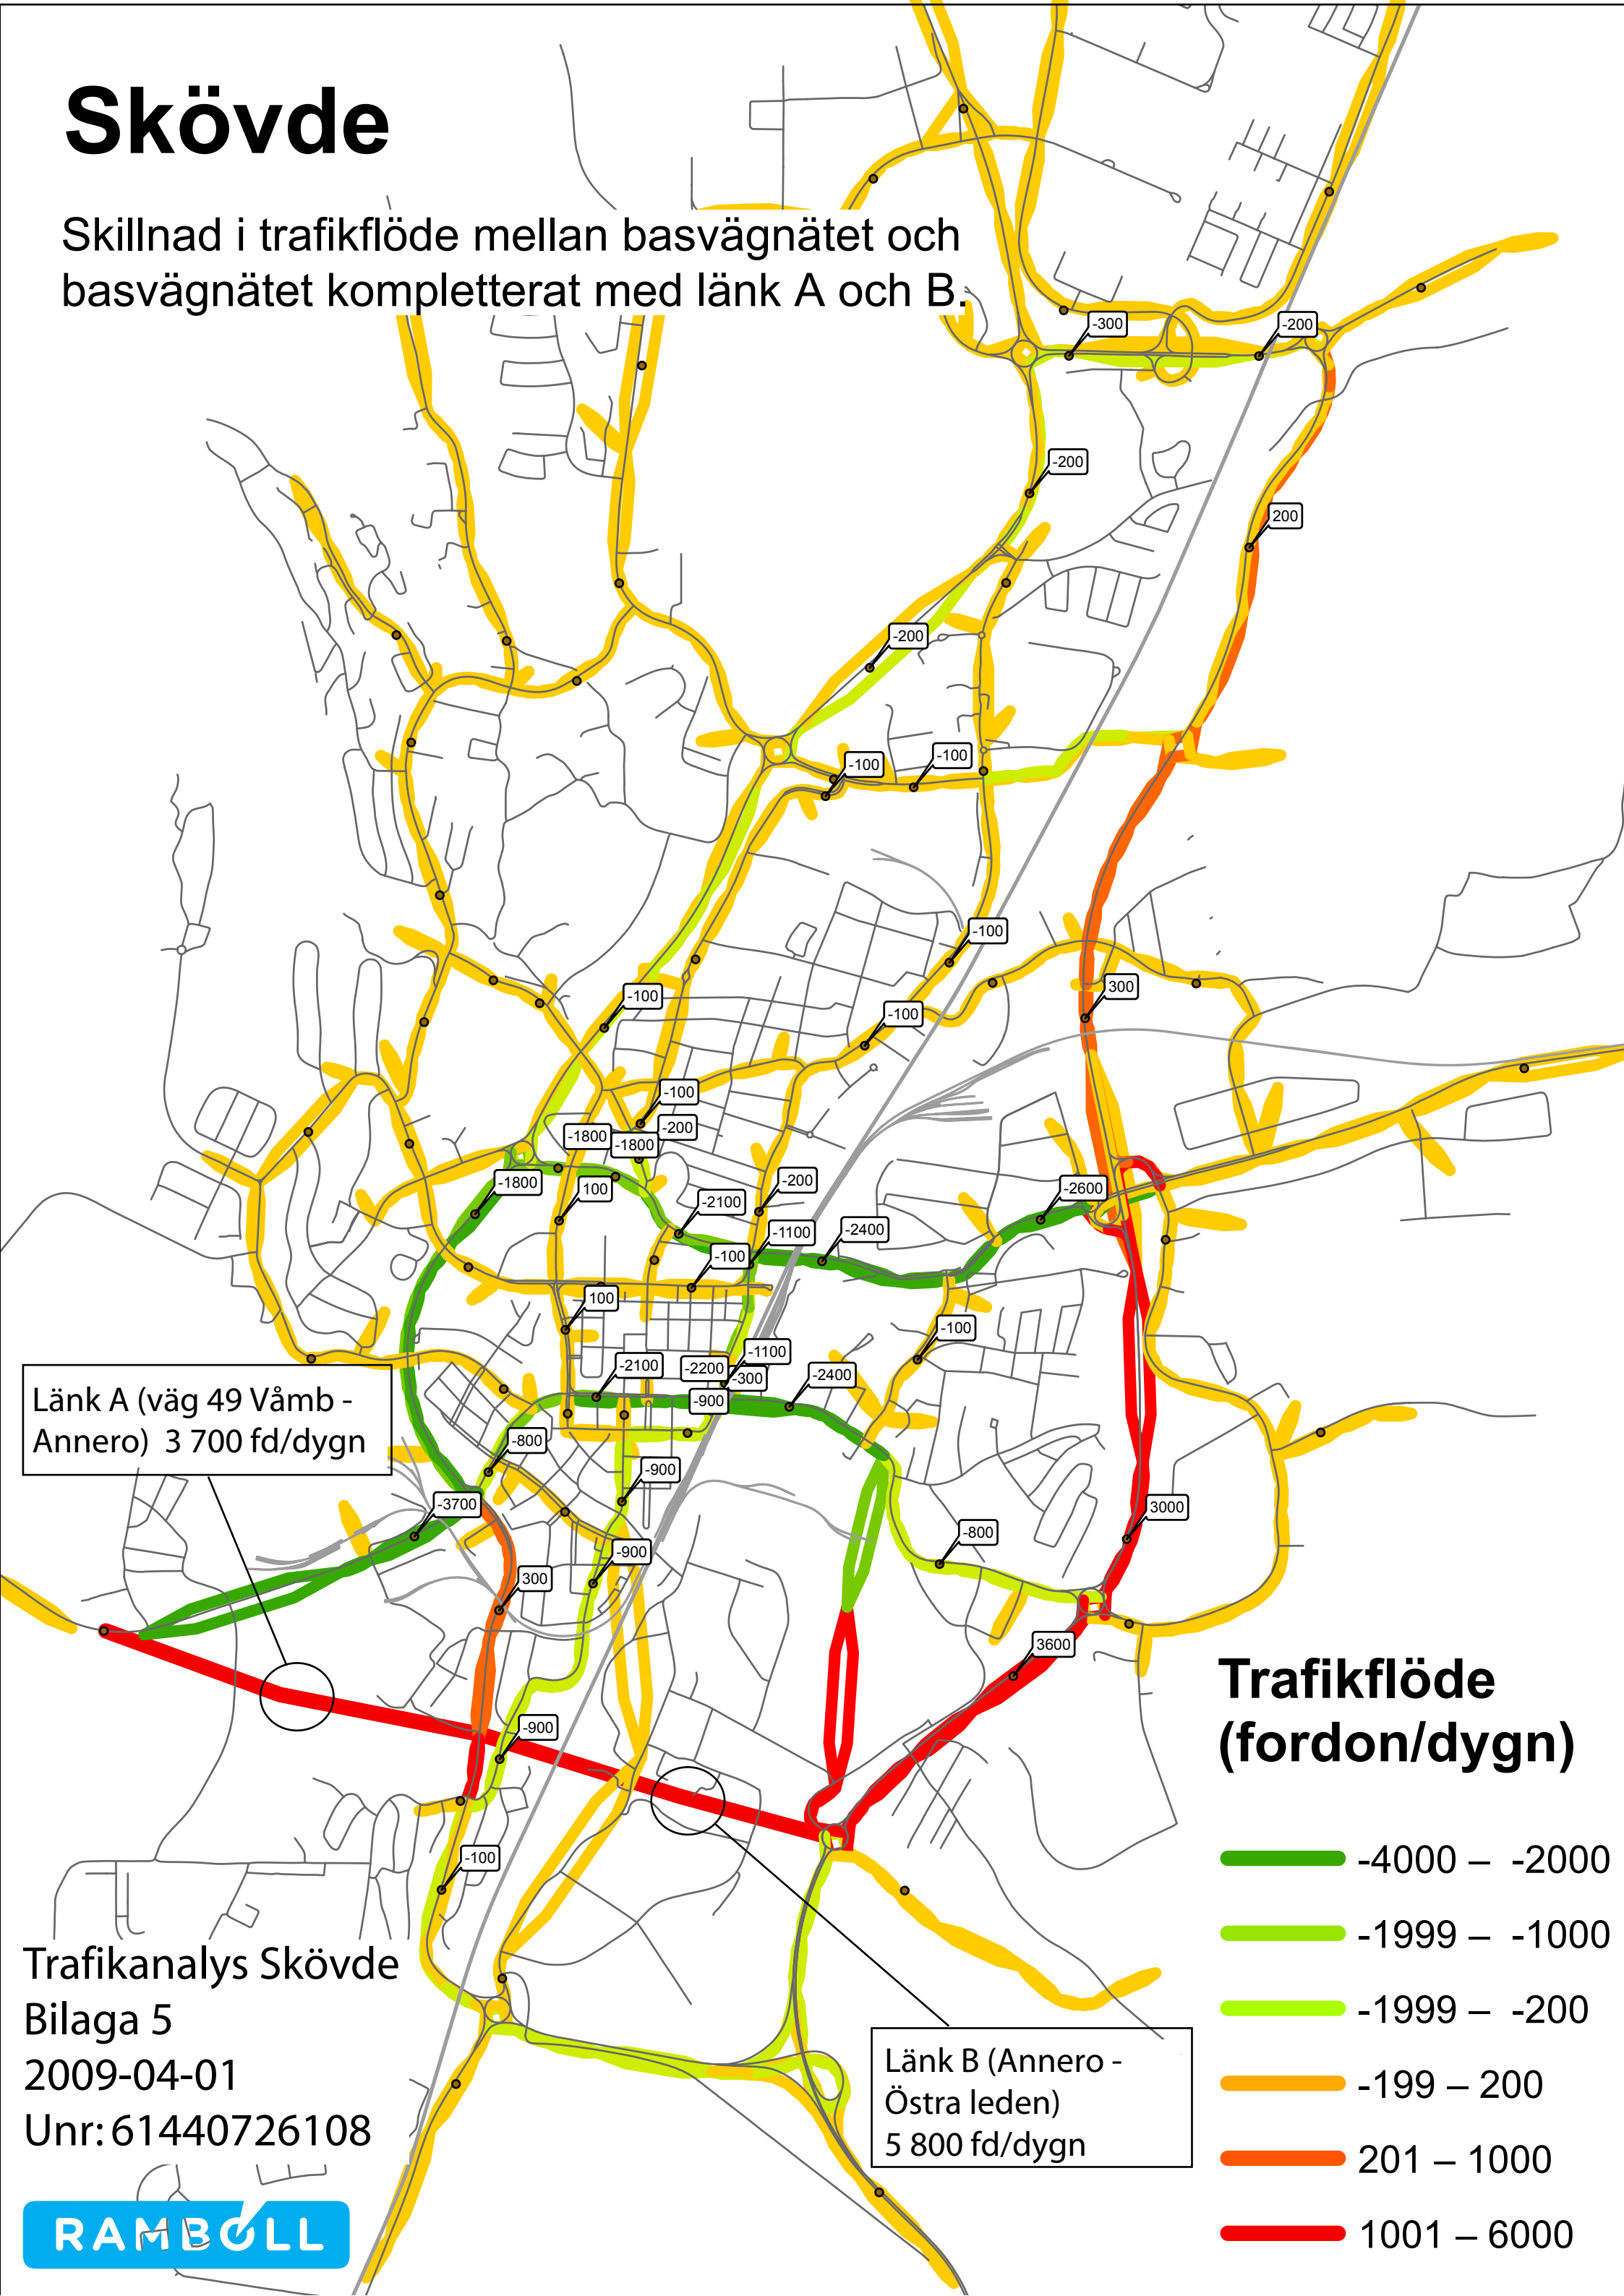 Skövde
Skillnad i trafikflöde mellan basvägnätet och
basvägnätet kompletterat med länk A och B.
-300
-200
-200
200
-200
-100
-100
-100
300
-100
-100
-100
-200
-1800
-1800
-1800
100
-200
-2600
-2100
-1100
-2400
-100
100
-100
-1100
-2100
-2200
-300
-2400
-900
Länk A (väg 49 Våmb -
Annero) 3 700 fd/dygn
-800
-900
-3700
3000
-800
-900
300
3600
-900
-100
Trafikflöde
(fordon/dygn)
-4000 – -2000
-1999 – -1000
-1999 – -200
-199 – 200
201 – 1000
1001 – 6000
Länk B (Annero -
Östra leden)
5 800 fd/dygn
Trafikanalys Skövde
Bilaga 5
2009-04-01
Unr: 61440726108
RAMBOLL